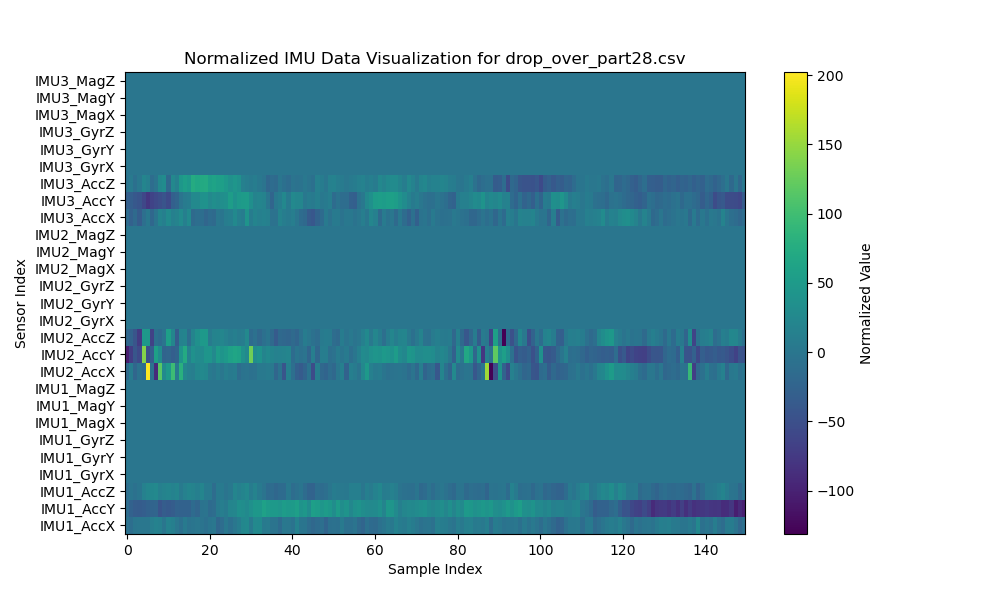 Normalized IMU Data Visualization for drop_over_part28.csv
IMU3_MagZ
IMU3_MagY
IMU3_MagX
IMU3_GyrZ
IMU3_GyrY
IMU3_GyrX
IMU3_AccZ
IMU3_AccY
IMU3_AccX
IMU2_MagZ
IMU2_MagY
IMU2_MagX
IMU2_GyrZ
IMU2_GyrY
IMU2_GyrX
IMU2_AccZ
IMU2_AccY
IMU2_AccX
IMU1_MagZ
IMU1_MagY
IMU1_MagX
IMU1_GyrZ
IMU1_GyrY
IMU1_GyrX
IMU1_AccZ
IMU1_AccY
IMU1_AccX
Sensor Index
0 20 40 60 80 100 120 140
Sample Index
200
150
100
50
0
−50
−100
Normalized Value